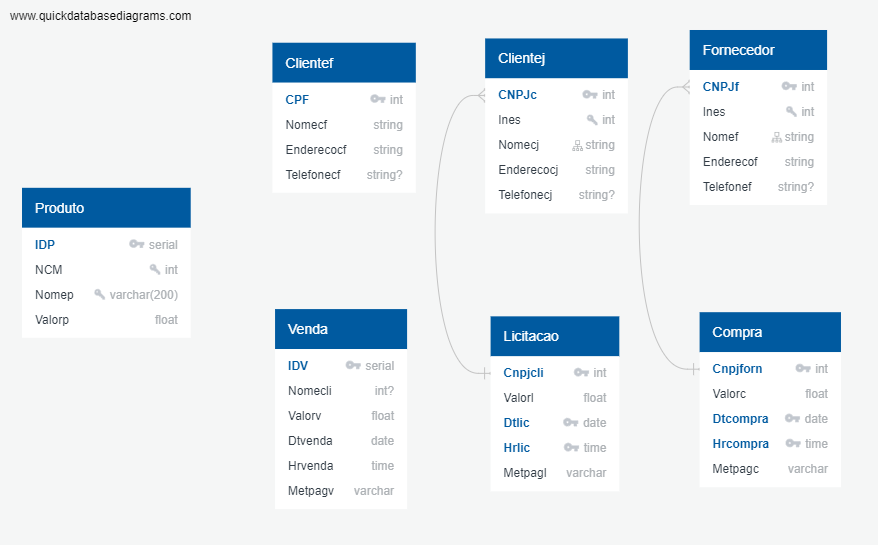 www.quickdatabasediagrams.com
Clientef
CPF int
Nomecf string
Enderecocf string
Telefonecf string?
Clientej
CNPJc int
Ines int
Nomecj string
Enderecocj string
Telefonecj string?
Fornecedor
CNPJf int
Ines int
Nomef string
Enderecof string
Telefonef string?
Produto
IDP serial
NCM int
Nomep varchar(200)
Valorp float
Venda
IDV serial
Nomecli int?
Valorv float
Dtvenda date
Hrvenda time
Metpagv varchar
Licitacao
Cnpjcli int
Valorl float
Dtlic date
Hrlic time
Metpagl varchar
Compra
Cnpjforn int
Valorc float
Dtcompra date
Hrcompra time
Metpagc varchar